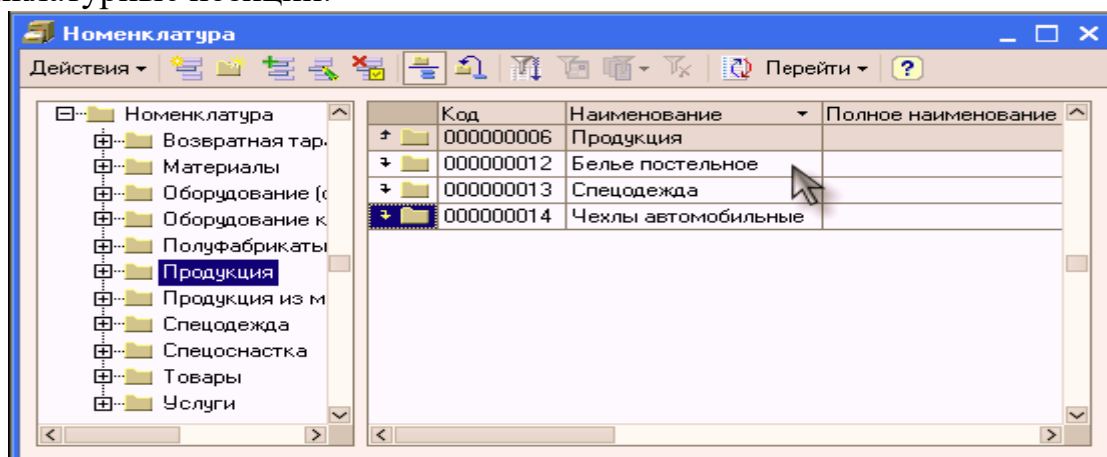 Номенклатура
Действия Перейти ?
Номенклатура
Возвратная тар
Материалы
Оборудование (
Оборудование к
Полуфабрикаты
Продукция
Продукция из м
Спецодежда
Спецоснастка
Товары
Услуги
Код Наименование Полное наименование
000000006 Продукция
000000012 Белье постельное
000000013 Спецодежда
000000014 Чехлы автомобильные